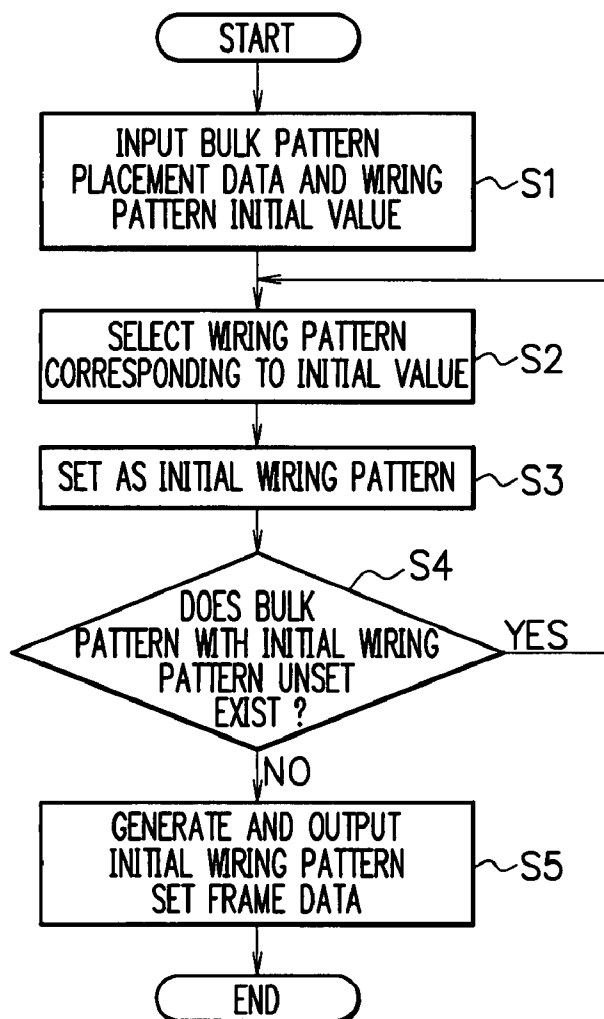 START
INPUT BULK PATTERN
PLACEMENT DATA AND WIRING
PATTERN INITIAL VALUE
S1
SELECT WIRING PATTERN
CORRESPONDING TO INITIAL VALUE
S2
SET AS INITIAL WIRING PATTERN
S3
S4
DOES BULK
PATTERN WITH INITIAL WIRING
PATTERN UNSET
EXIST ?
YES
NO
GENERATE AND OUTPUT
INITIAL WIRING PATTERN
SET FRAME DATA
S5
END